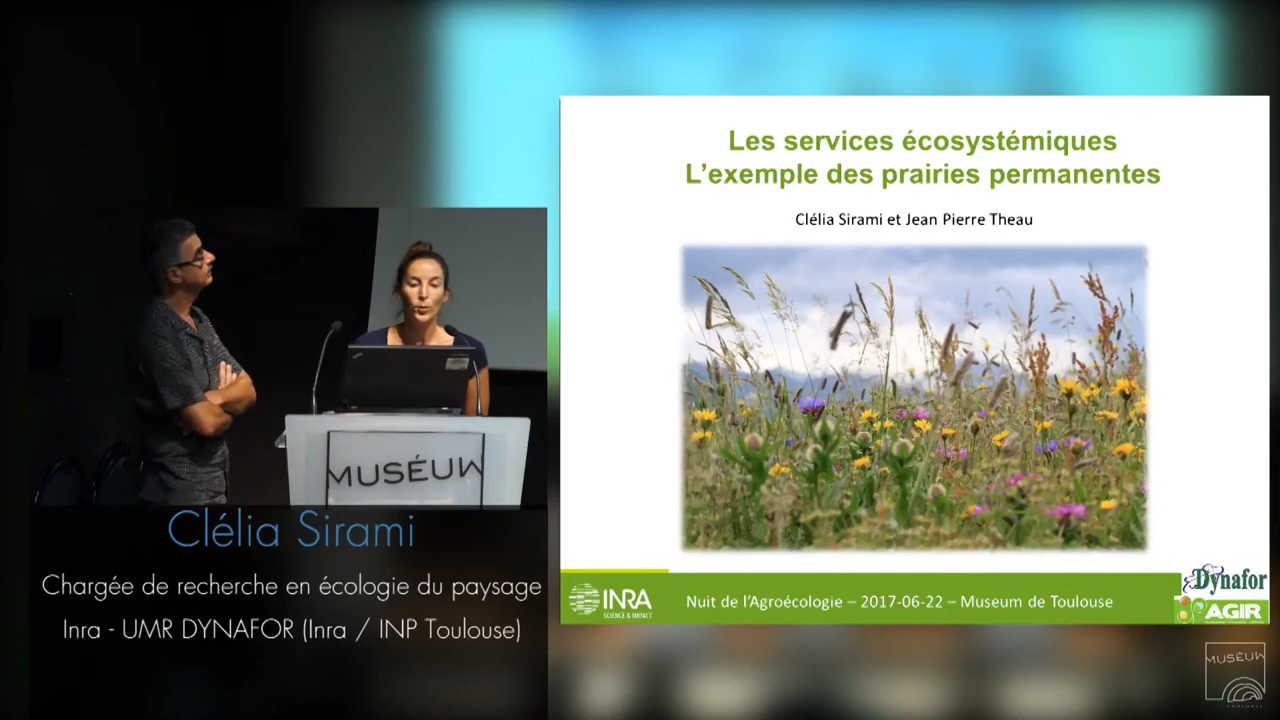 Les services écosystémiques
L'exemple des prairies permanentes
Clélia Sirami et Jean Pierre Theau
MUSÉUM
Clélia Sirami
Chargée de recherche en écologie du paysage
Inra - UMR DYNAFOR (Inra / INP Toulouse)
INRA
SCIENCE & IMPACT
Nuit de l'Agroécologie – 2017-06-22 – Museum de Toulouse
Dynafor
AGIR
MUSÉUM